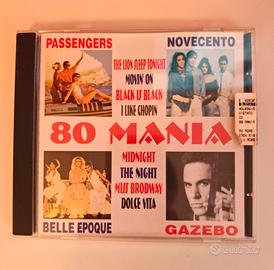 PASSENGERS
NOVECENTO
THE LION SLEEP TONIGHT
MOVIN' ON
BLACK IS BLACK
I LIKE CHOPIN
80 MANIA
MIDNIGHT
THE NIGHT
MISS BRODWAY
DOLCE VITA
BELLE EPOQUE
GAZEBO